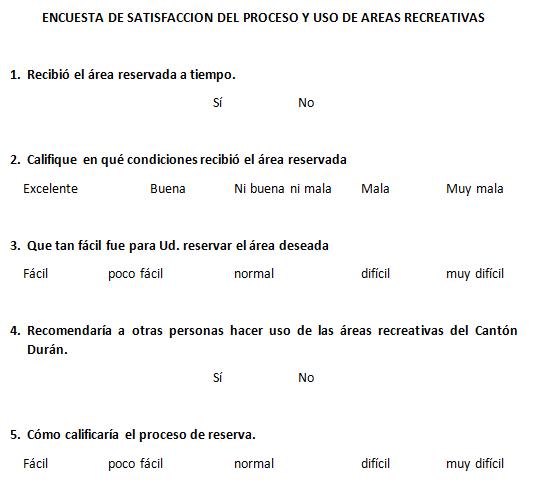 ENCUESTA DE SATISFACCION DEL PROCESO Y USO DE AREAS RECREATIVAS
1. Recibió el área reservada a tiempo.
Sí No
2. Califique en qué condiciones recibió el área reservada
Excelente Buena Ni buena ni mala Mala Muy mala
3. Que tan fácil fue para Ud. reservar el área deseada
Fácil poco fácil normal difícil muy difícil
4. Recomendaría a otras personas hacer uso de las áreas recreativas del Cantón
Durán.
Sí No
5. Cómo calificaría el proceso de reserva.
Fácil poco fácil normal difícil muy difícil